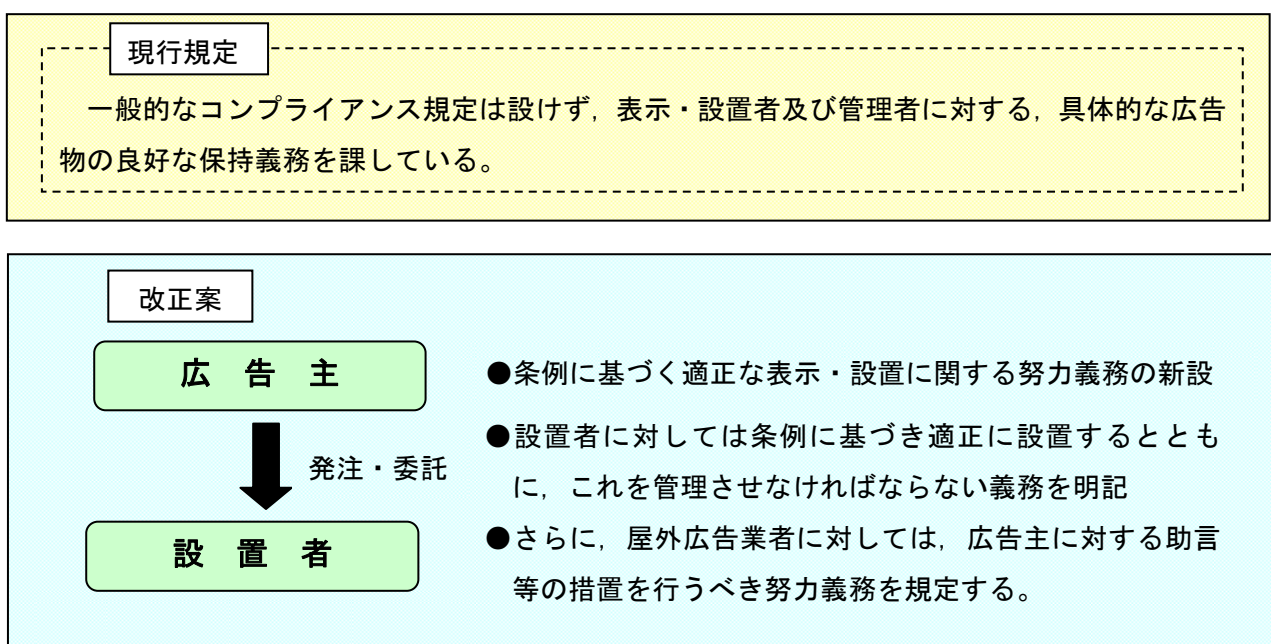 現行規定
一般的なコンプライアンス規定は設けず，表示・設置者及び管理者に対する，具体的な広告
物の良好な保持義務を課している。
改正案
広　告　主
発注・委託
設　置　者
●条例に基づく適正な表示・設置に関する努力義務の新設
●設置者に対しては条例に基づき適正に設置するととも
に，これを管理させなければならない義務を明記
●さらに，屋外広告業者に対しては，広告主に対する助言
等の措置を行うべき努力義務を規定する。